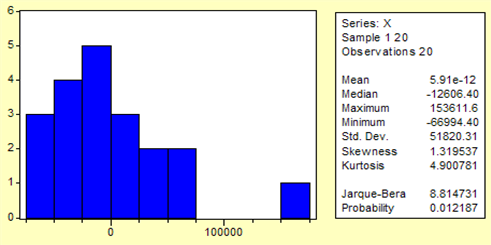 6
5
4
3
2
1
0
0 100000
Series: X
Sample 1 20
Observations 20
Mean 5.91e-12
Median -12606.40
Maximum 153611.6
Minimum -66994.40
Std. Dev. 51820.31
Skewness 1.319537
Kurtosis 4.900781
Jarque-Bera 8.814731
Probability 0.012187